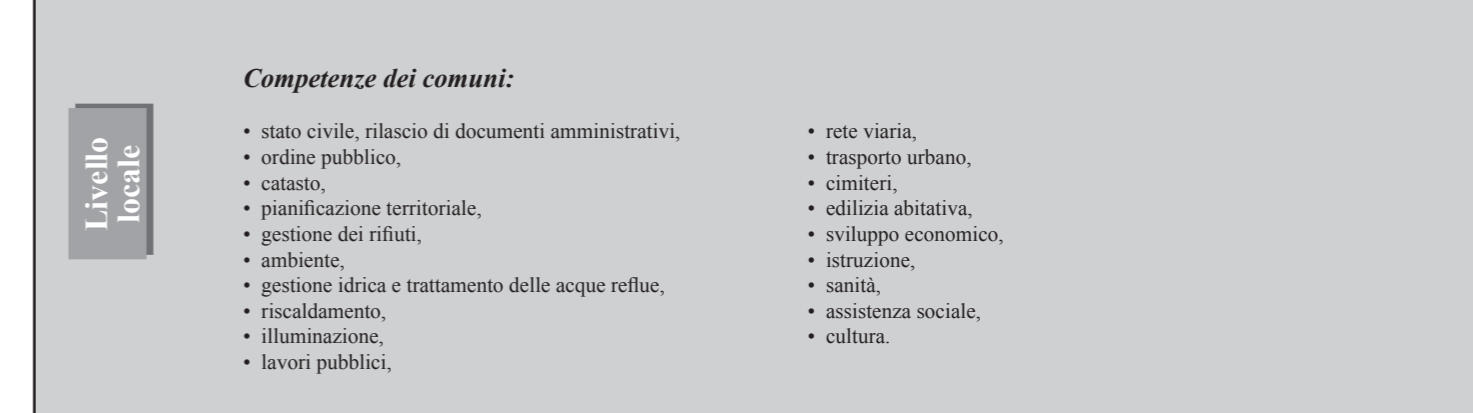 Livello
locale
Competenze dei comuni:
• stato civile, rilascio di documenti amministrativi,
• ordine pubblico,
• catasto,
• pianificazione territoriale,
• gestione dei rifiuti,
• ambiente,
• gestione idrica e trattamento delle acque reflue,
• riscaldamento,
• illuminazione,
• lavori pubblici,
• rete viaria,
• trasporto urbano,
• cimiteri,
• edilizia abitativa,
• sviluppo economico,
• istruzione,
• sanità,
• assistenza sociale,
• cultura.